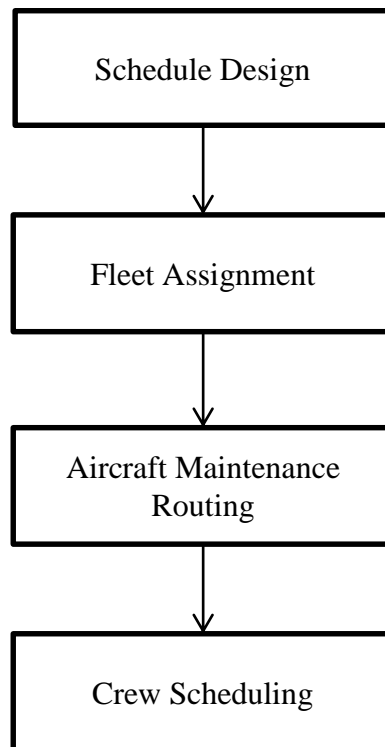 Schedule Design
Fleet Assignment
Aircraft Maintenance
Routing
Crew Scheduling